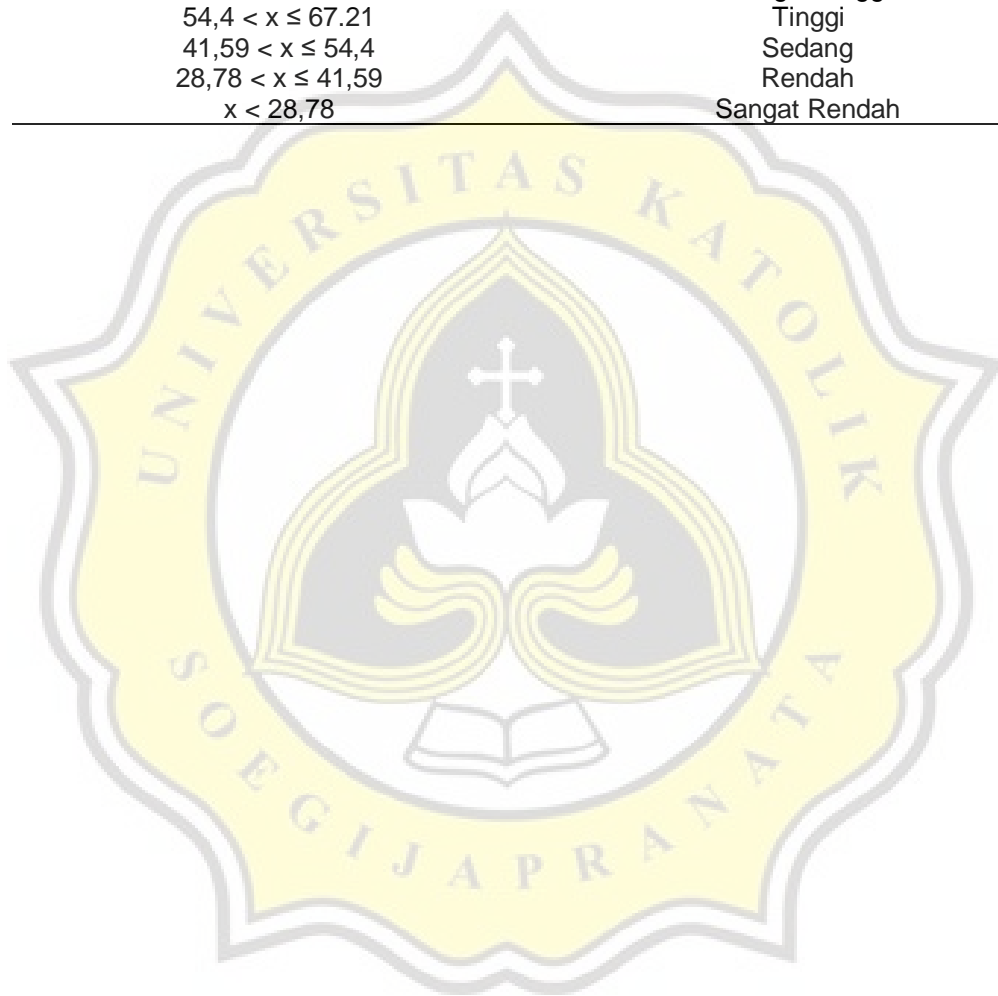 54,4 < x ≤ 67.21 Tinggi
41,59 < x ≤ 54,4 Sedang
28,78 < x ≤ 41,59 Rendah
x < 28,78 Sangat Rendah
UNIVERSITAS KATOLIK
SOEGIJAPRANATA